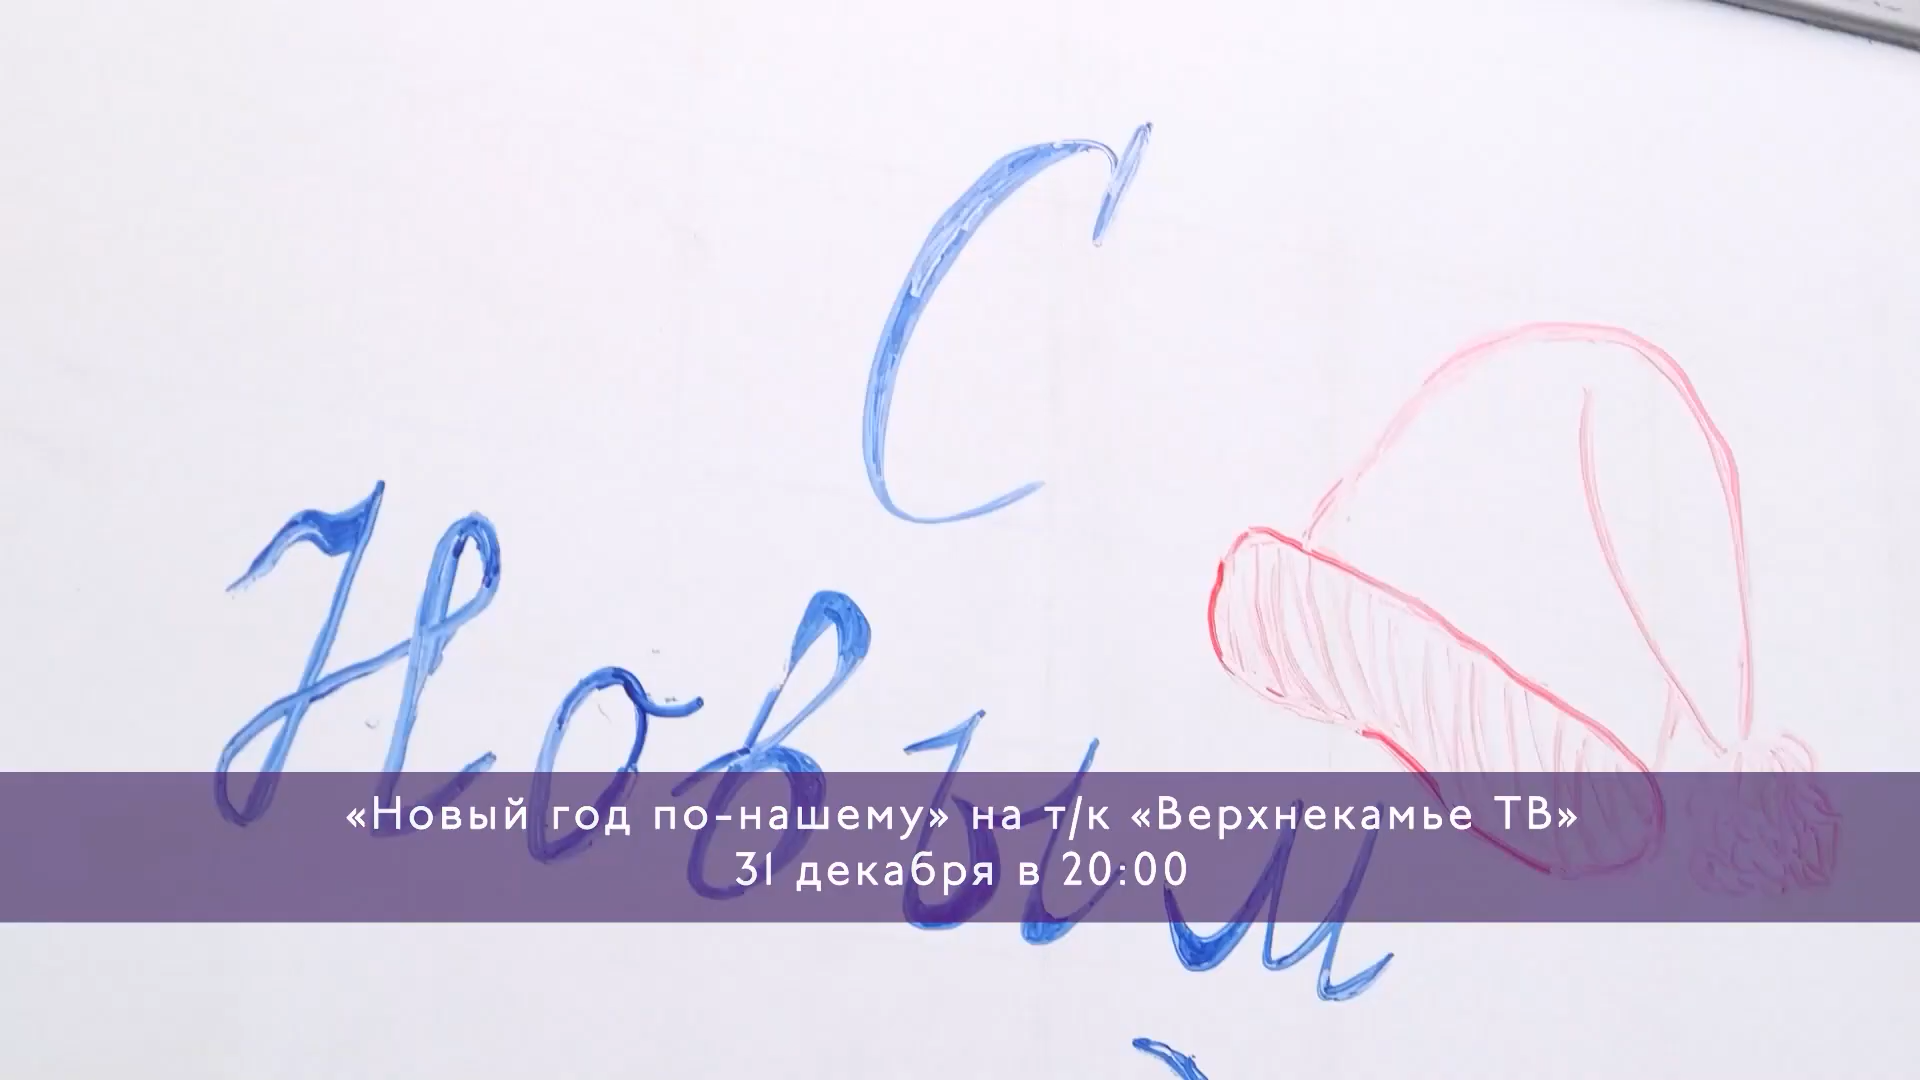 С
Новым
«Новый год по-нашему» на т/к «Верхнекамье ТВ»
31 декабря в 20:00